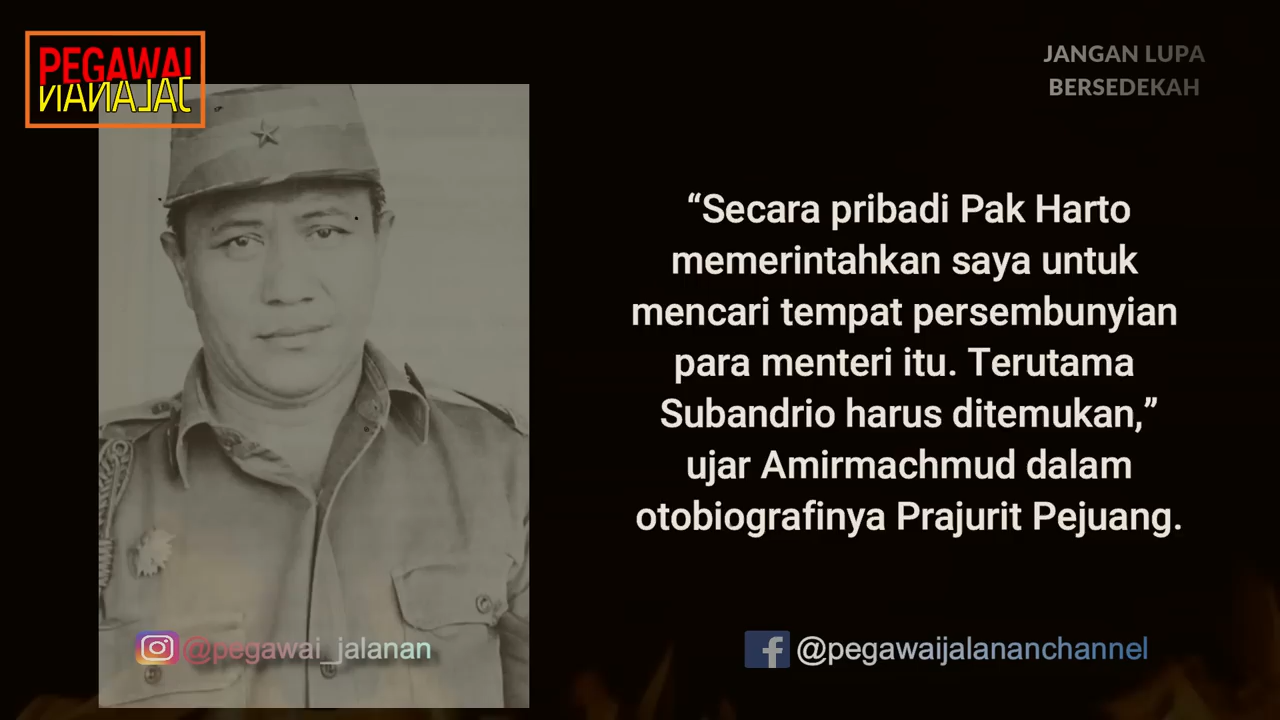 PEGAWAI
JALANAN
JANGAN LUPA
BERSEDEKAH
“Secara pribadi Pak Harto
memerintahkan saya untuk
mencari tempat persembunyian
para menteri itu. Terutama
Subandrio harus ditemukan,”
ujar Amirmachmud dalam
otobiografinya Prajurit Pejuang.
@pegawai_jalanan
@pegawaijalananchannel